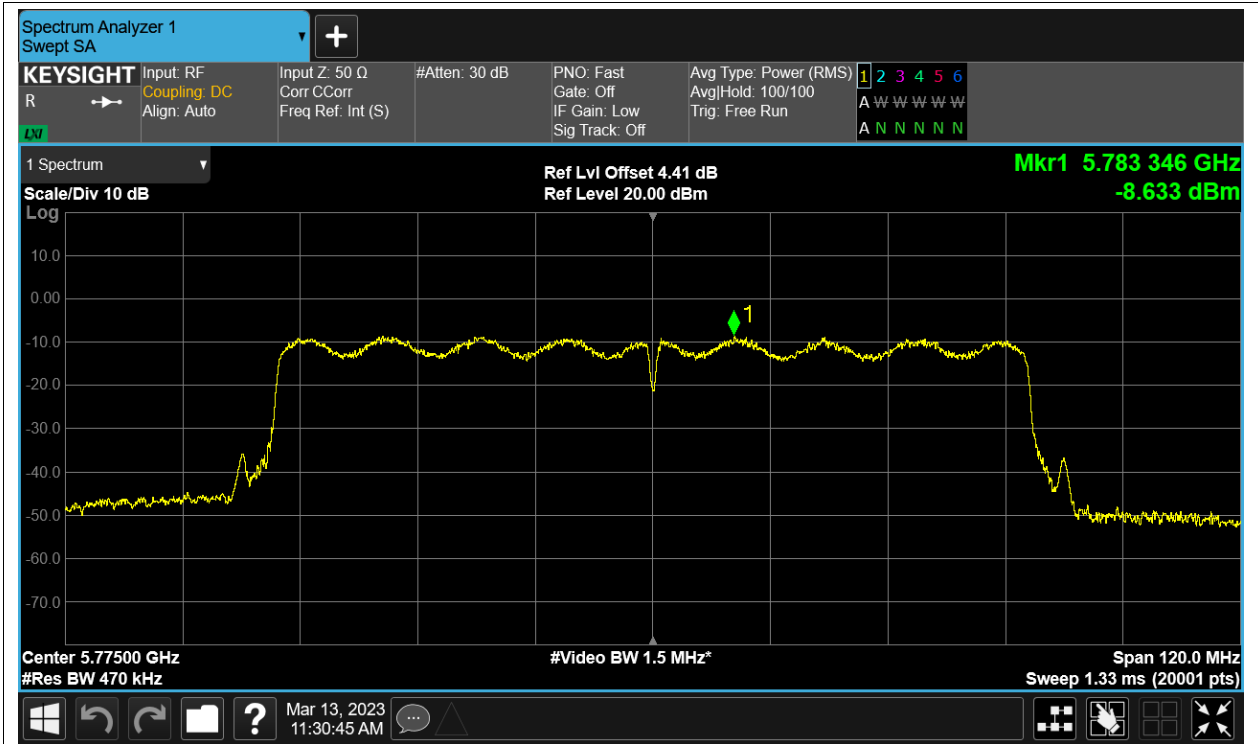 Spectrum Analyzer 1
Swept SA
+
KEYSIGHT
R
LXI
Input: RF
Coupling: DC
Align: Auto
Input Z: 50 Ω
Corr CCorr
Freq Ref: Int (S)
#Atten: 30 dB
PNO: Fast
Gate: Off
IF Gain: Low
Sig Track: Off
Avg Type: Power (RMS)
Avg|Hold: 100/100
Trig: Free Run
1 2 3 4 5 6
A W W W W W
A N N N N N
1 Spectrum
Scale/Div 10 dB
Log
Ref Lvl Offset 4.41 dB
Ref Level 20.00 dBm
Mkr1 5.783 346 GHz
-8.633 dBm
10.0
0.00
-10.0
-20.0
-30.0
-40.0
-50.0
-60.0
-70.0
1
Center 5.77500 GHz
#Res BW 470 kHz
#Video BW 1.5 MHz*
Span 120.0 MHz
Sweep 1.33 ms (20001 pts)
?
Mar 13, 2023
11:30:45 AM